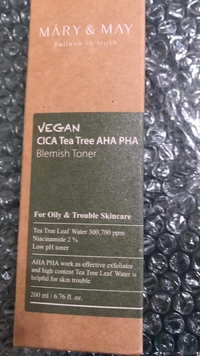 MARY & MAY
Believe in truth
VEGAN
CICA Tea Tree AHA PHA
Blemish Toner
For Oily & Trouble Skincare
Tea Tree Leaf Water 300,700 ppm
Niacinamide 2 %
Low pH toner
AHA PHA work as effective exfoliator
and high content Tea Tree Leaf Water is
helpful for skin trouble
200 ml / 6.76 fl. oz.